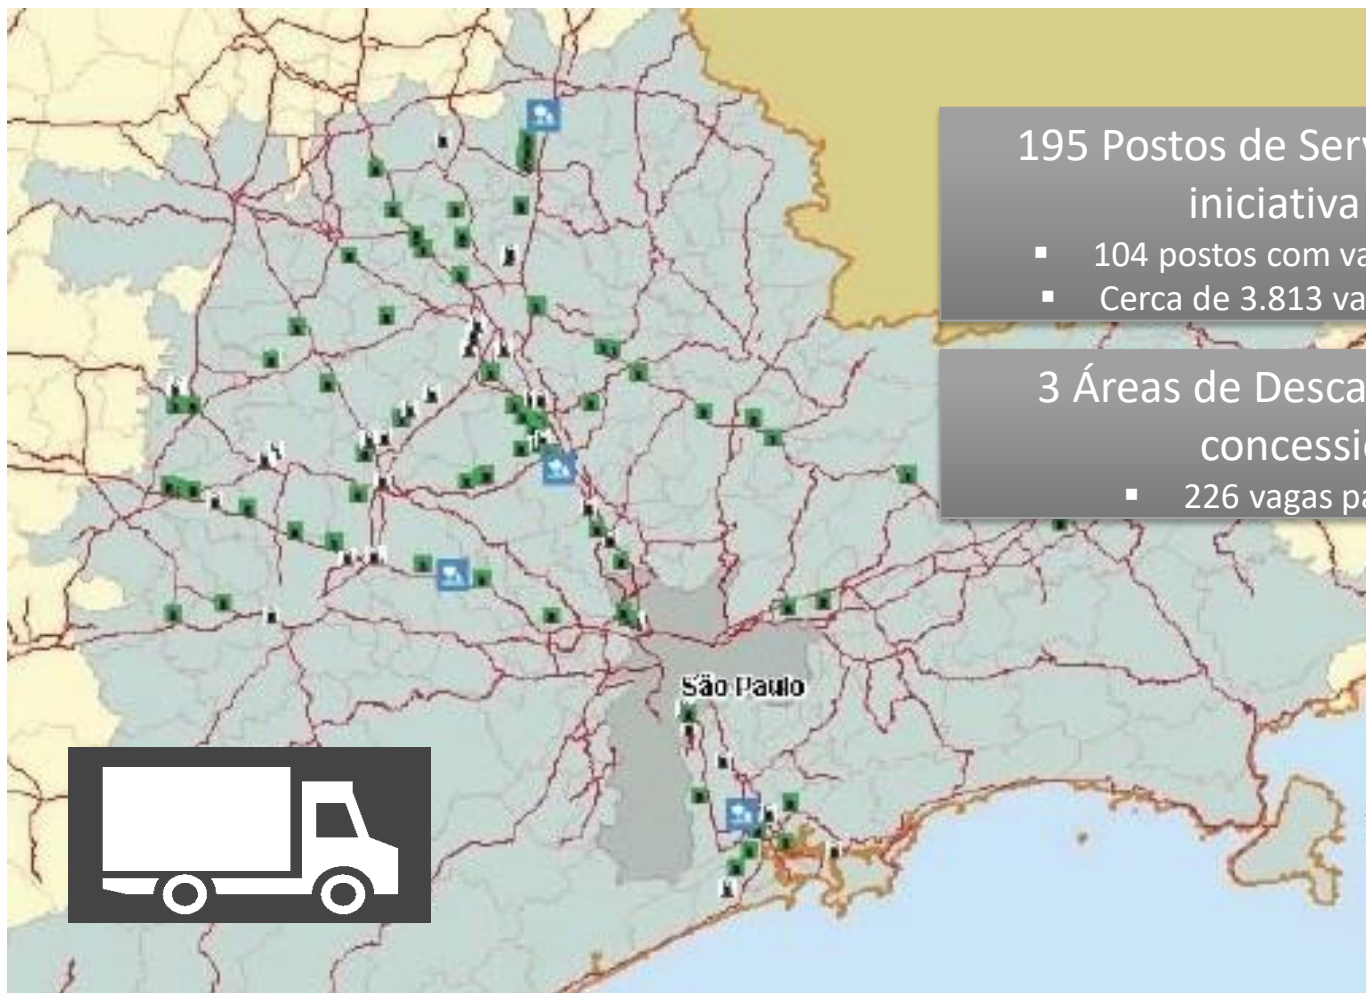 195 Postos de Serv
iniciativa
▪ 104 postos com va
▪ Cerca de 3.813 va
3 Áreas de Desca
concessi
▪ 226 vagas pa
São Paulo